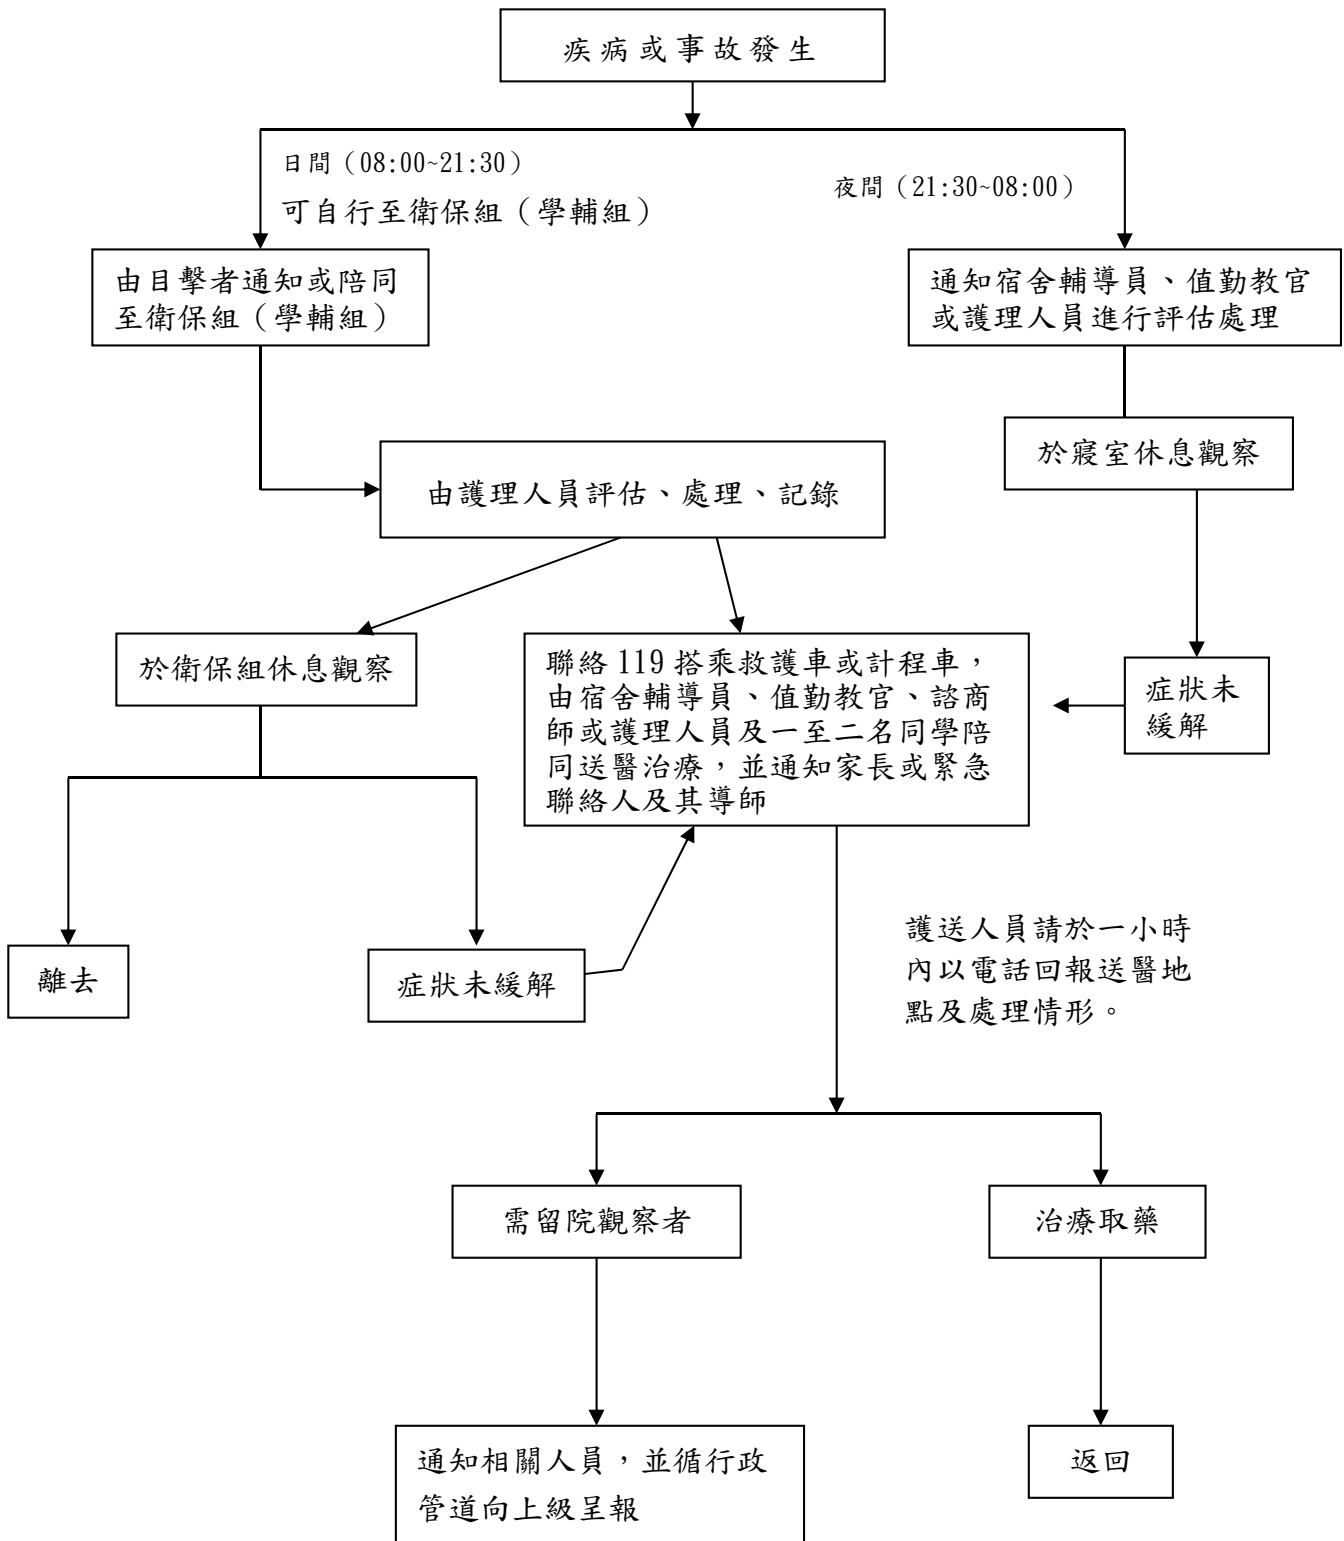 疾病或事故發生
日間（08:00~21:30）
可自行至衛保組（學輔組）
夜間（21:30~08:00）
由目擊者通知或陪同
至衛保組（學輔組）
通知宿舍輔導員、值勤教官
或護理人員進行評估處理
於寢室休息觀察
由護理人員評估、處理、記錄
於衛保組休息觀察
聯絡 119 搭乘救護車或計程車，
由宿舍輔導員、值勤教官、諮商
師或護理人員及一至二名同學陪
同送醫治療，並通知家長或緊急
聯絡人及其導師
症狀未
緩解
離去
症狀未緩解
護送人員請於一小時
內以電話回報送醫地
點及處理情形。
需留院觀察者
治療取藥
通知相關人員，並循行政
管道向上級呈報
返回